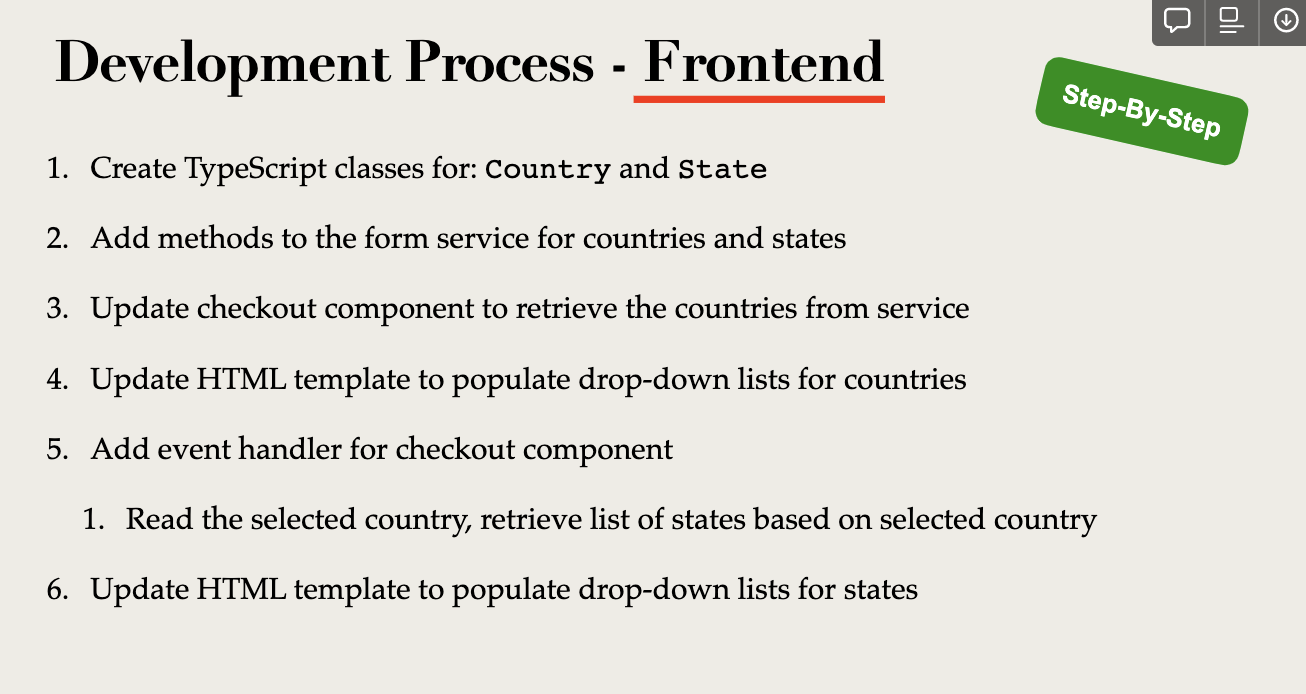 Development Process - Frontend
Step-By-Step
1. Create TypeScript classes for: Country and State
2. Add methods to the form service for countries and states
3. Update checkout component to retrieve the countries from service
4. Update HTML template to populate drop-down lists for countries
5. Add event handler for checkout component
1. Read the selected country, retrieve list of states based on selected country
6. Update HTML template to populate drop-down lists for states